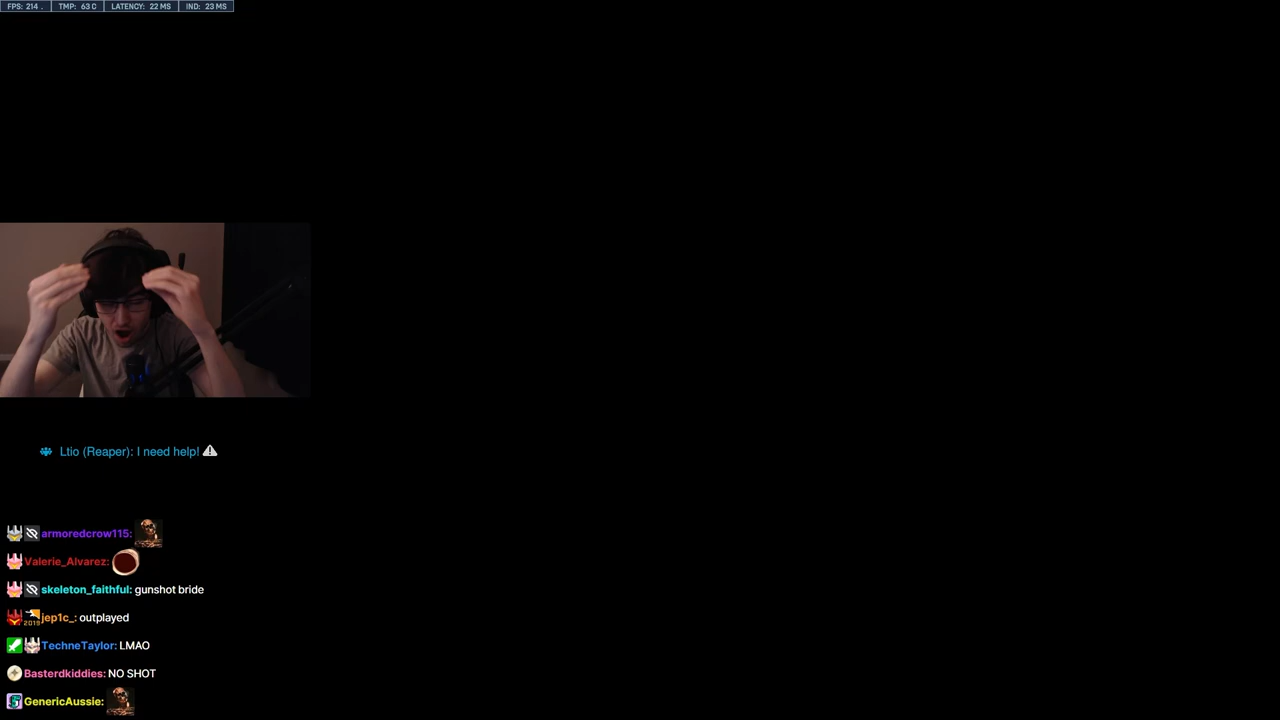 FPS: 214 . TMP: 63 C LATENCY: 22 MS IND: 23 MS
Ltio (Reaper): I need help!
armoredcrow115:
Valerie_Alvarez:
skeleton_faithful: gunshot bride
2019 jep1c_: outplayed
TechneTaylor: LMAO
Basterdkiddies: NO SHOT
GenericAussie: